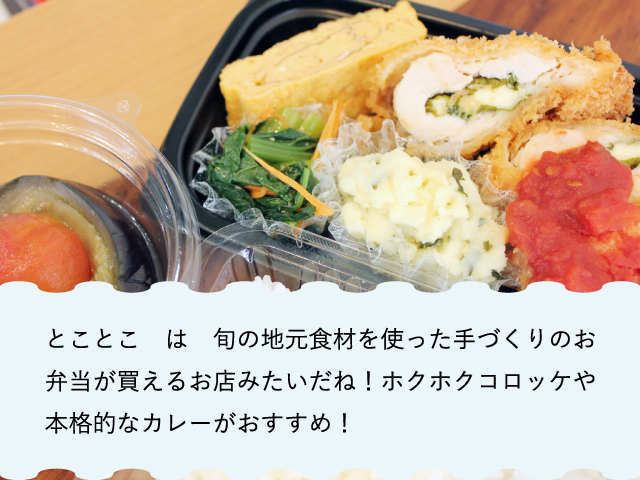 とことこ　は　旬の地元食材を使った手づくりのお
弁当が買えるお店みたいだね！ホクホクコロッケや
本格的なカレーがおすすめ！